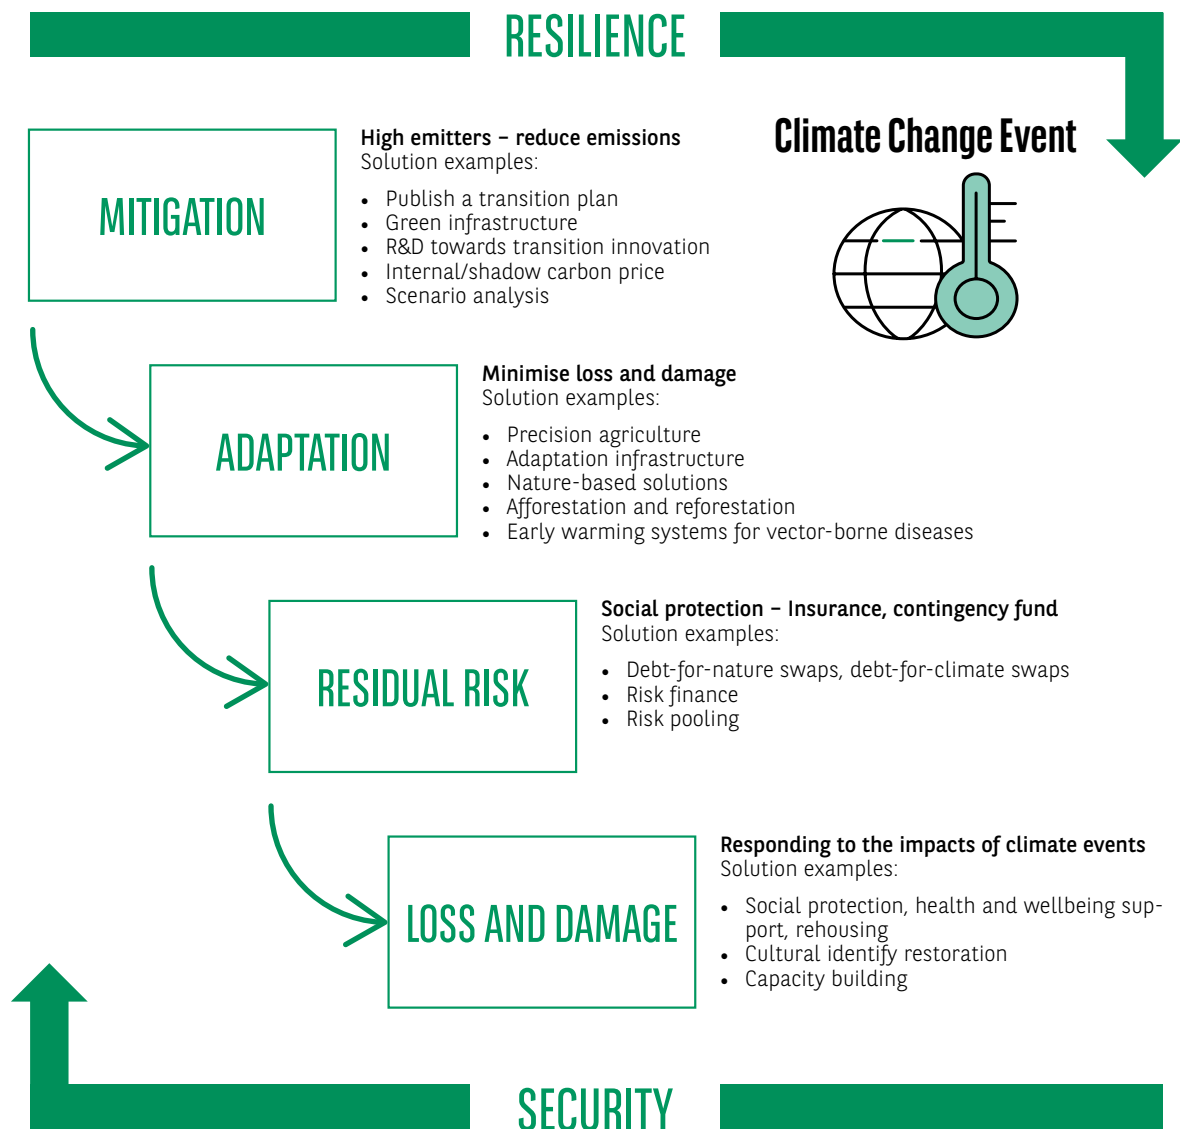 RESILIENCE
Climate Change Event
MITIGATION
High emitters – reduce emissions
Solution examples:
• Publish a transition plan
• Green infrastructure
• R&D towards transition innovation
• Internal/shadow carbon price
• Scenario analysis
ADAPTATION
Minimise loss and damage
Solution examples:
• Precision agriculture
• Adaptation infrastructure
• Nature-based solutions
• Afforestation and reforestation
• Early warming systems for vector-borne diseases
RESIDUAL RISK
Social protection – Insurance, contingency fund
Solution examples:
• Debt-for-nature swaps, debt-for-climate swaps
• Risk finance
• Risk pooling
LOSS AND DAMAGE
Responding to the impacts of climate events
Solution examples:
• Social protection, health and wellbeing sup-
port, rehousing
• Cultural identify restoration
• Capacity building
SECURITY